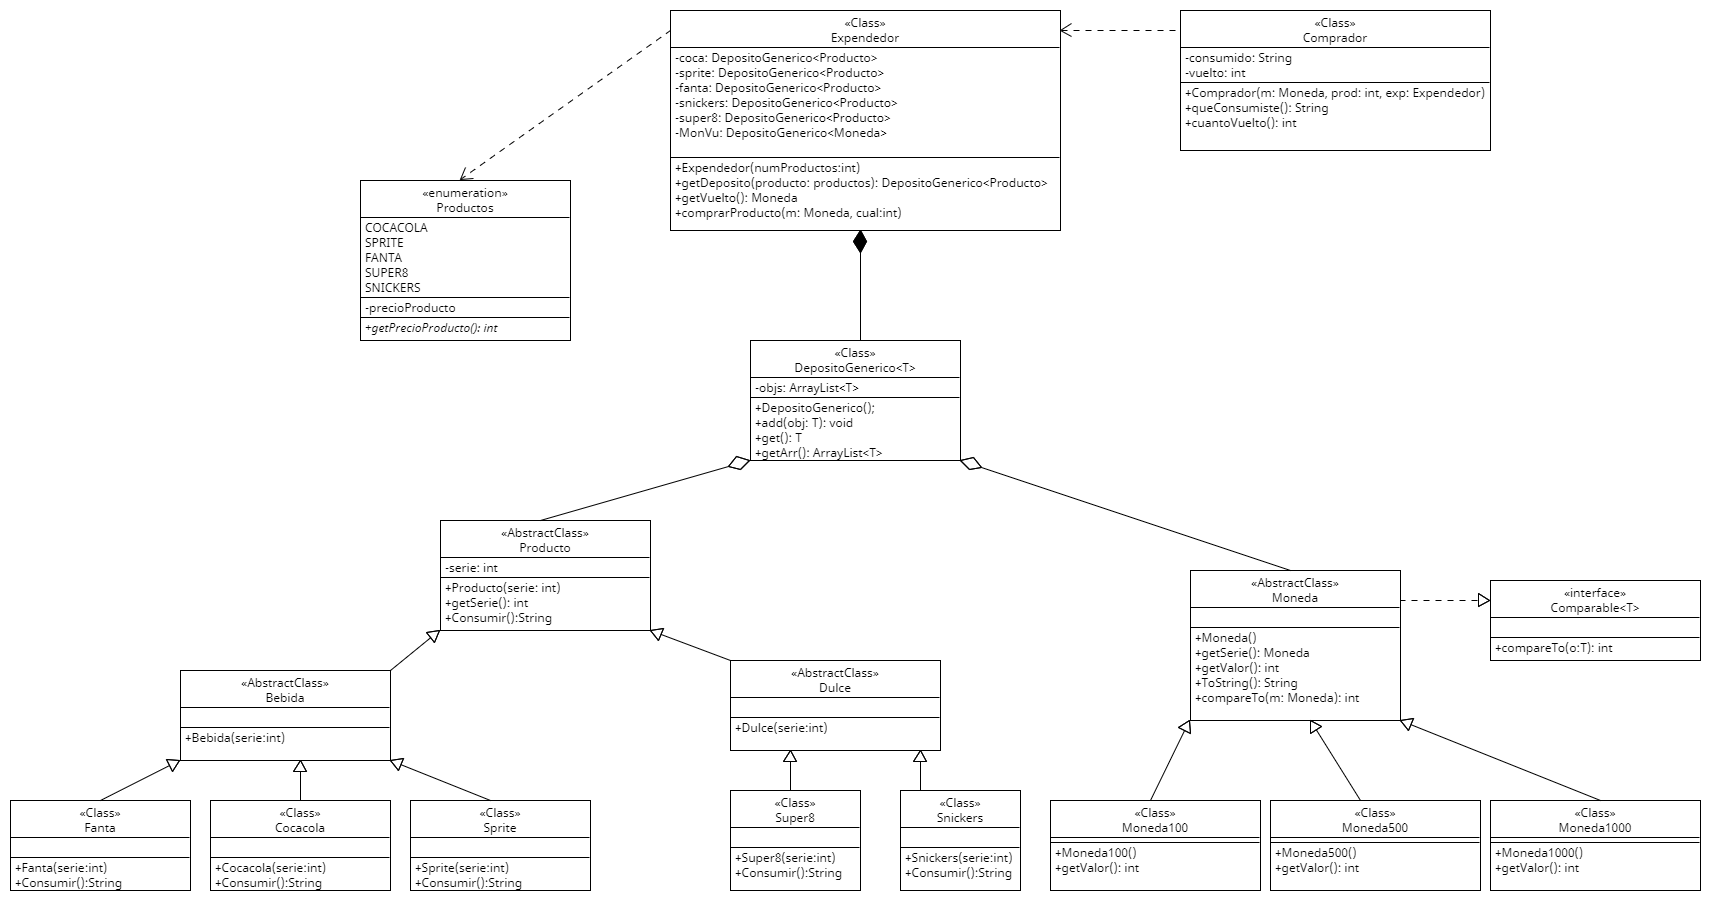 «Class»
Expendedor
-coca: DepositoGenerico<Producto>
-sprite: DepositoGenerico<Producto>
-fanta: DepositoGenerico<Producto>
-snickers: DepositoGenerico<Producto>
-super8: DepositoGenerico<Producto>
-MonVu: DepositoGenerico<Moneda>
+Expendedor(numProductos:int)
+getDeposito(producto: productos): DepositoGenerico<Producto>
+getVuelto(): Moneda
+comprarProducto(m: Moneda, cual:int)
«Class»
Comprador
-consumido: String
-vuelto: int
+Comprador(m: Moneda, prod: int, exp: Expendedor)
+queConsumiste(): String
+cuantoVuelto(): int
«enumeration»
Productos
COCACOLA
SPRITE
FANTA
SUPER8
SNICKERS
-precioProducto
+getPrecioProducto(): int
«Class»
DepositoGenerico<T>
-objs: ArrayList<T>
+DepositoGenerico();
+add(obj: T): void
+get(): T
+getArr(): ArrayList<T>
«AbstractClass»
Producto
-serie: int
+Producto(serie: int)
+getSerie(): int
+Consumir():String
«AbstractClass»
Moneda
+Moneda()
+getSerie(): Moneda
+getValor(): int
+ToString(): String
+compareTo(m: Moneda): int
«interface»
Comparable<T>
+compareTo(o:T): int
«AbstractClass»
Bebida
+Bebida(serie:int)
«AbstractClass»
Dulce
+Dulce(serie:int)
«Class»
Fanta
+Fanta(serie:int)
+Consumir():String
«Class»
Cocacola
+Cocacola(serie:int)
+Consumir():String
«Class»
Sprite
+Sprite(serie:int)
+Consumir():String
«Class»
Super8
+Super8(serie:int)
+Consumir():String
«Class»
Snickers
+Snickers(serie:int)
+Consumir():String
«Class»
Moneda100
+Moneda100()
+getValor(): int
«Class»
Moneda500
+Moneda500()
+getValor(): int
«Class»
Moneda1000
+Moneda1000()
+getValor(): int